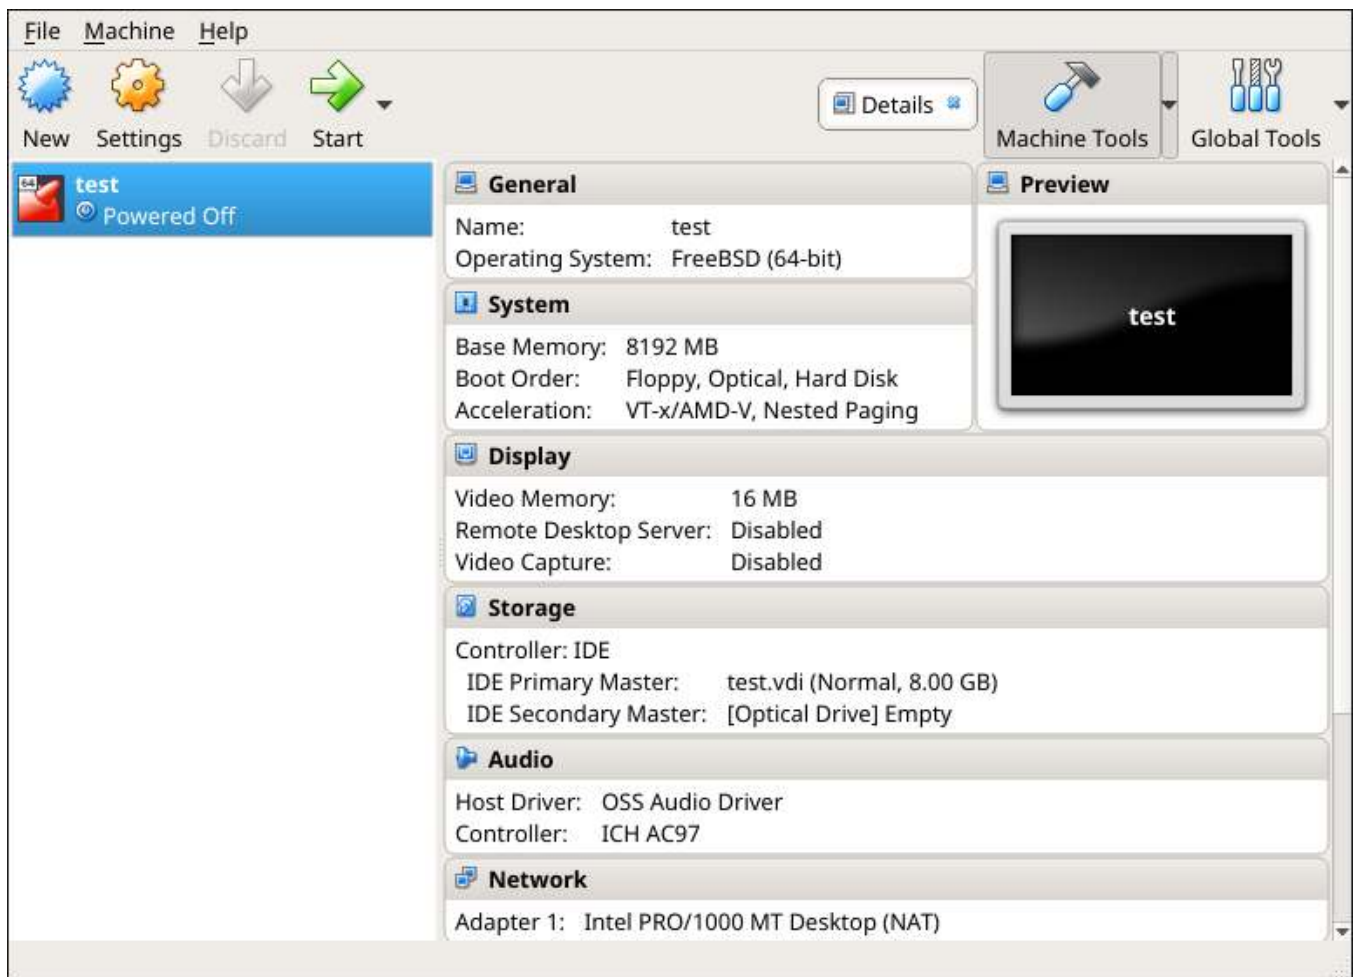 File Machine Help
New Settings Discard Start
Details
Machine Tools
Global Tools
64
test
Powered Off
General
Name: test
Operating System: FreeBSD (64-bit)
Preview
test
System
Base Memory: 8192 MB
Boot Order: Floppy, Optical, Hard Disk
Acceleration: VT-x/AMD-V, Nested Paging
Display
Video Memory: 16 MB
Remote Desktop Server: Disabled
Video Capture: Disabled
Storage
Controller: IDE
IDE Primary Master: test.vdi (Normal, 8.00 GB)
IDE Secondary Master: [Optical Drive] Empty
Audio
Host Driver: OSS Audio Driver
Controller: ICH AC97
Network
Adapter 1: Intel PRO/1000 MT Desktop (NAT)